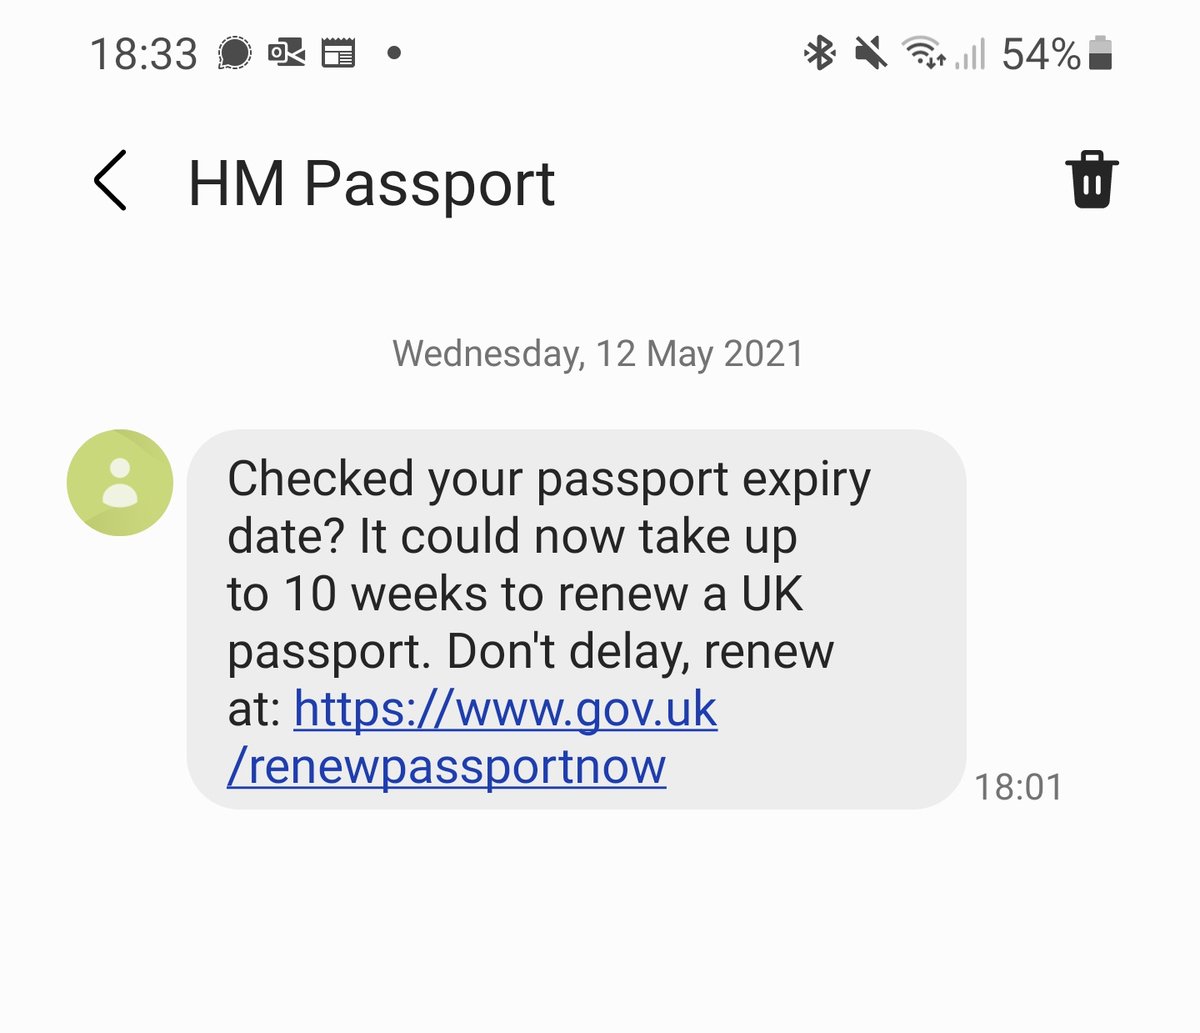 18:33 54%
HM Passport
Wednesday, 12 May 2021
Checked your passport expiry
date? It could now take up
to 10 weeks to renew a UK
passport. Don't delay, renew
at: https://www.gov.uk
/renewpassportnow
18:01